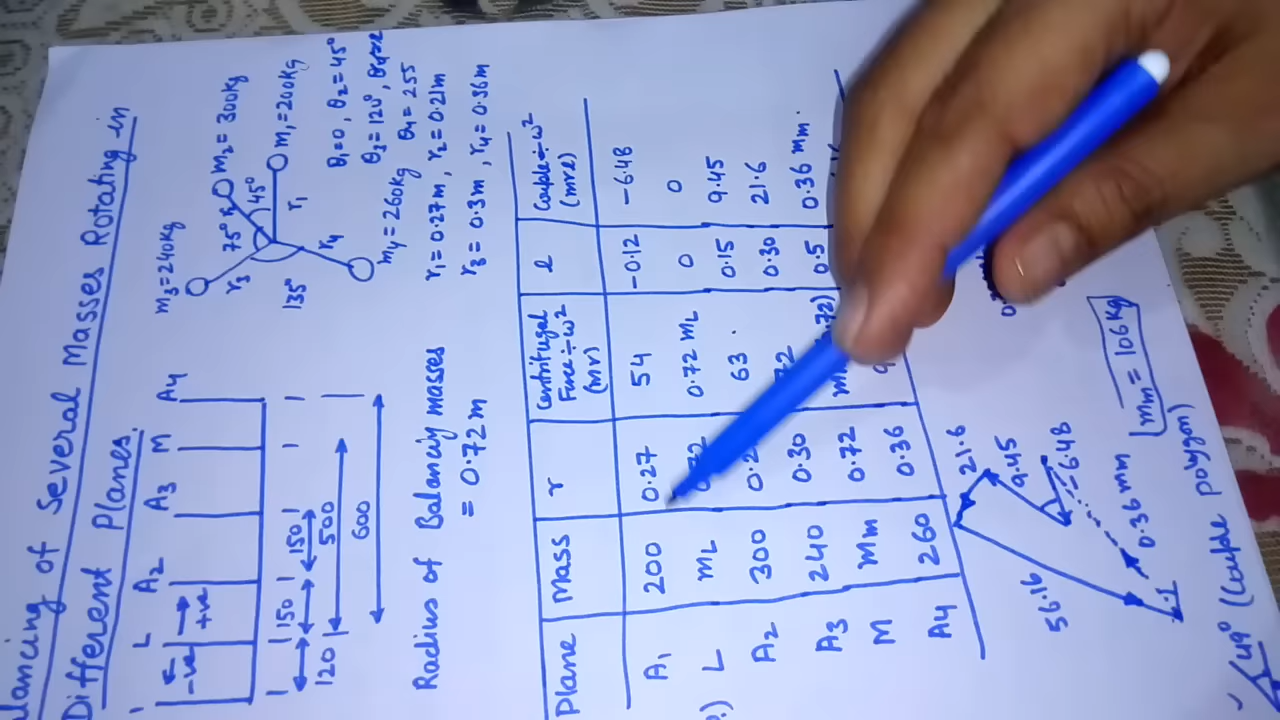 lancing of Several Masses Rotating in
Different Planes.
L A2 A3 M A4
-ve +ve
120 150 150
500
600
m3=240kg
m2=300kg
m1=200kg
m4=260kg
75° 45°
135°
r3 r1 r4
θ1=0, θ2=45°
θ3=120°
θ4=255
Radius of Balancing masses
= 0.72m
r1=0.27m, r2=0.21m
r3=0.3m, r4=0.36m
Plane Mass r Centrifugal Force÷ω² (mr) l Couple÷ω² (mrl)
A1 200 0.27 54 -0.12 -6.48
L mL 0.72 mL 0 0
A2 300 63 0.15 9.45
A3 240 0.30 0.30 21.6
M Mm 0.72 0.5 0.36 mm
A4 260 0.36
21.6
9.45
6.48
56.16
0.36 mm
mm = 106 kg
49° (Couple polygon)